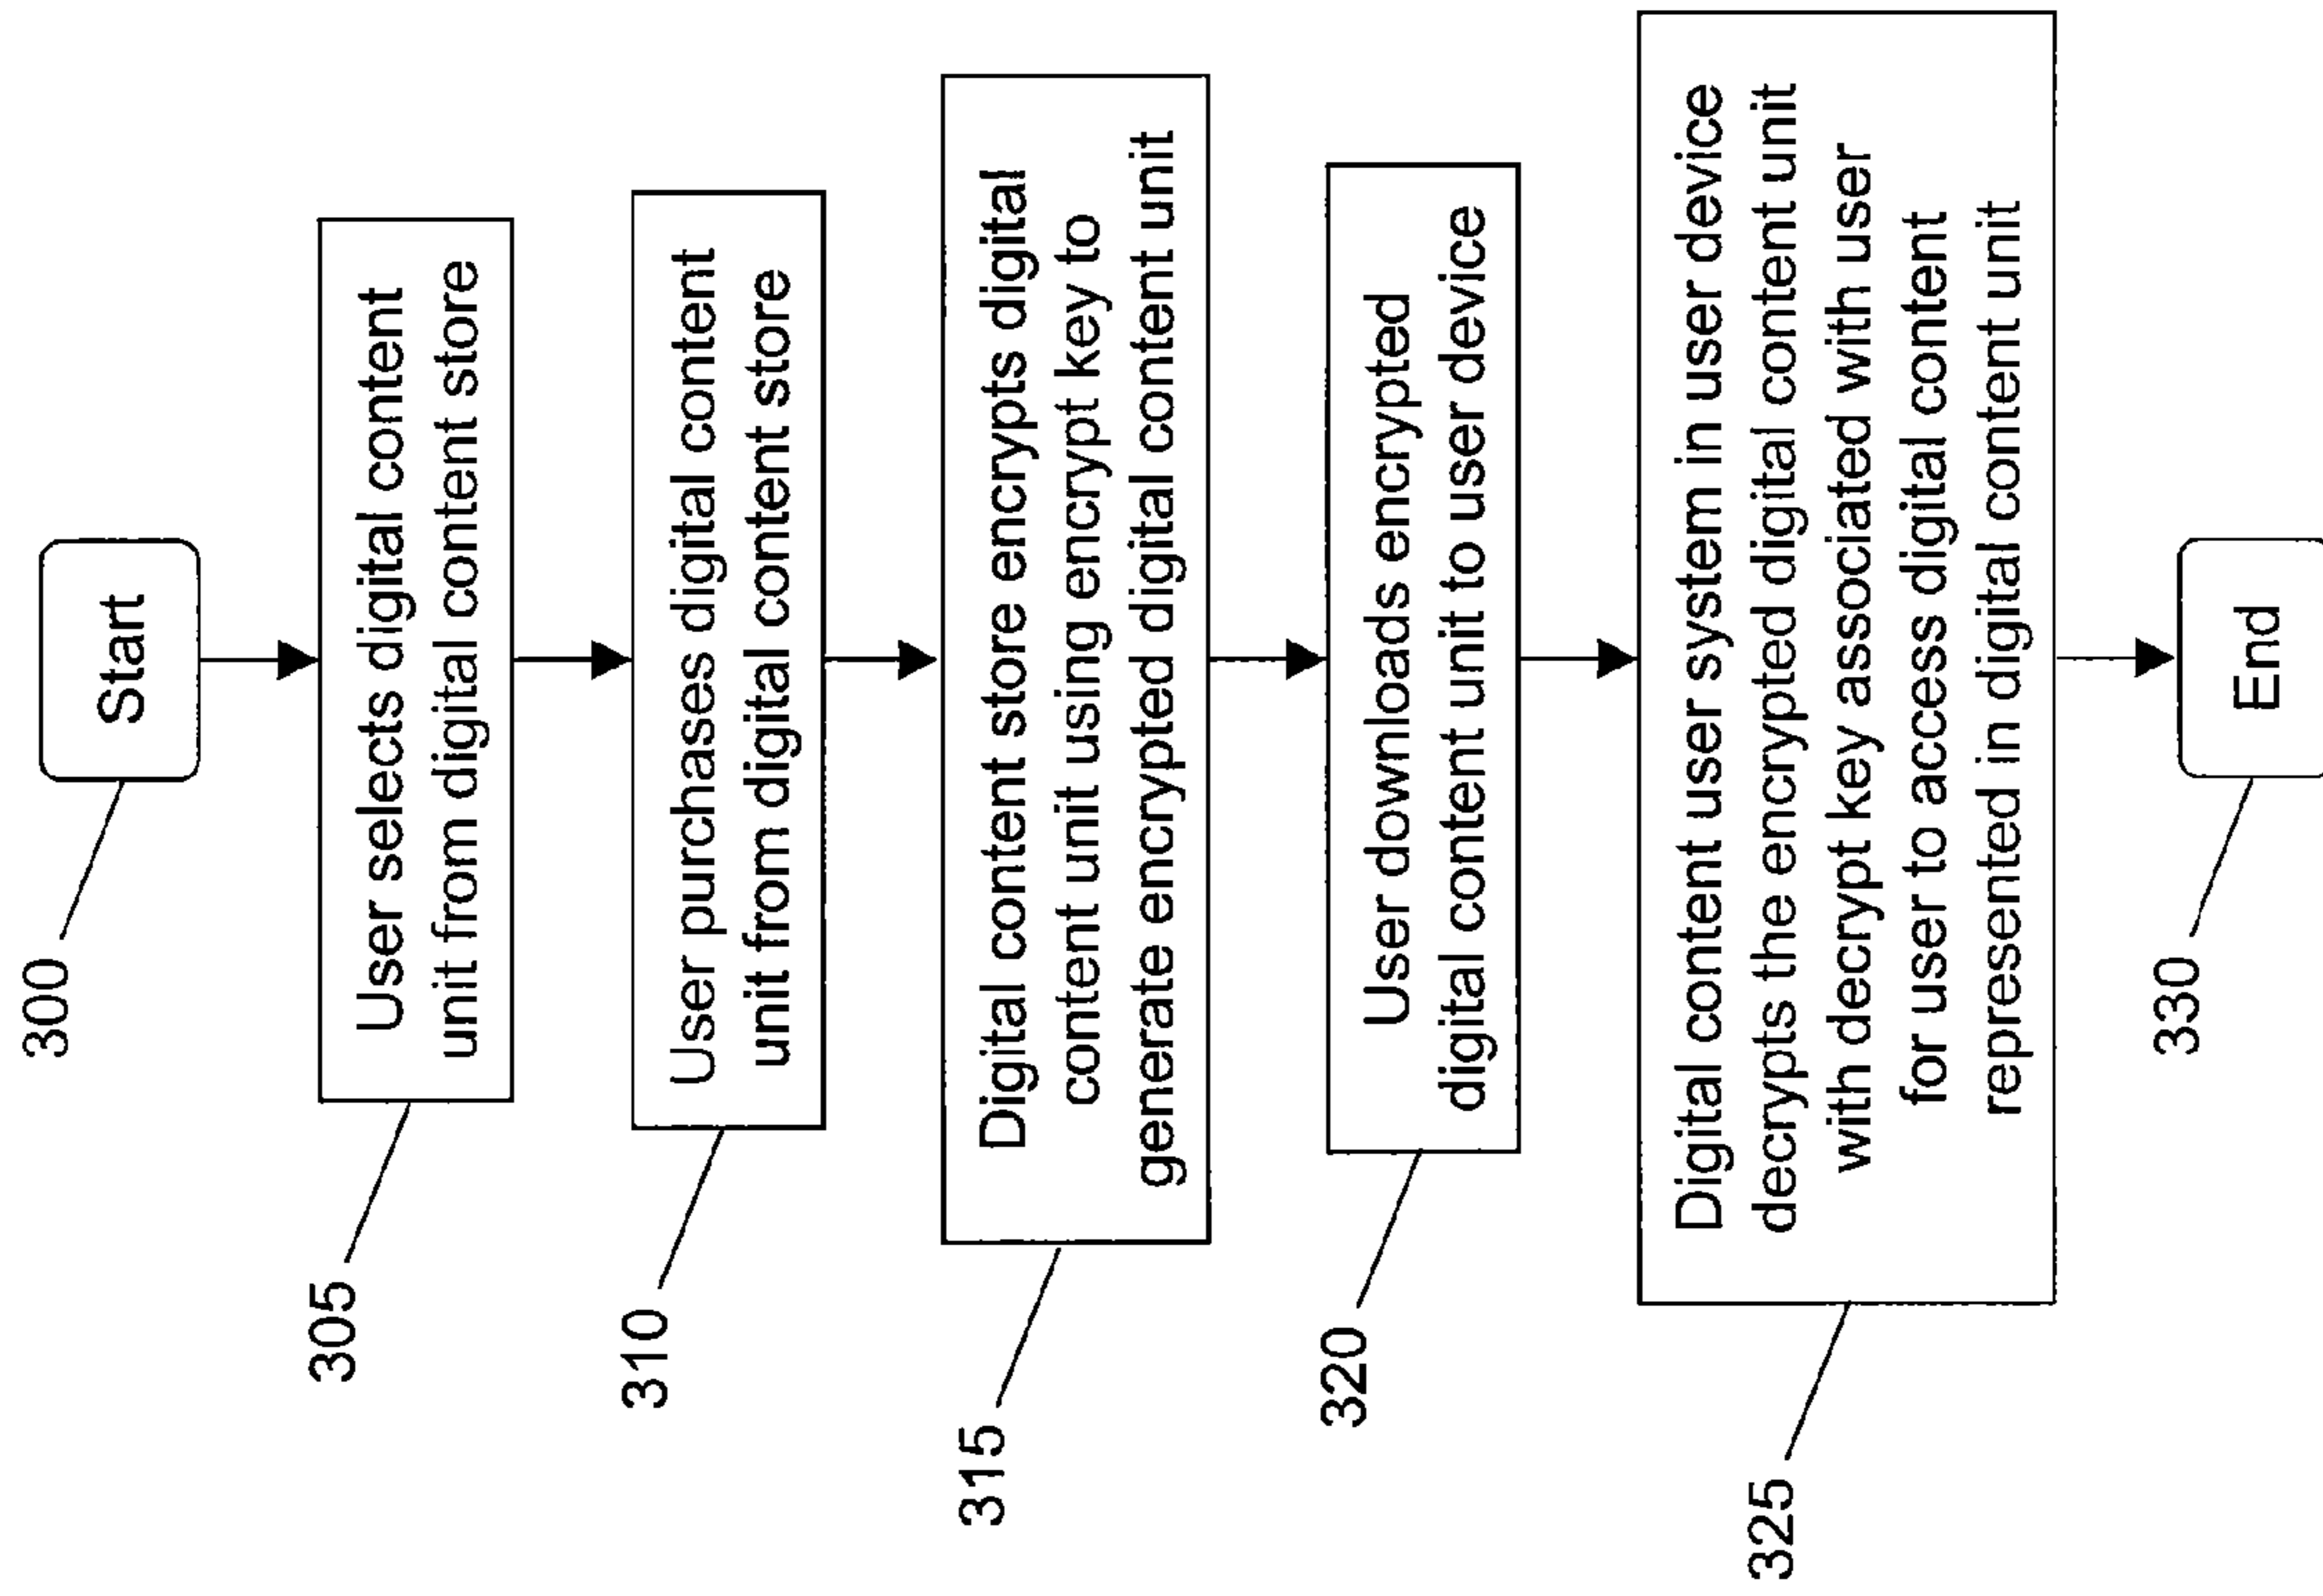 Start
300
User selects digital content
unit from digital content store
305
User purchases digital content
unit from digital content store
310
Digital content store encrypts digital
content unit using encrypt key to
generate encrypted digital content unit
315
User downloads encrypted
digital content unit to user device
320
Digital content user system in user device
decrypts the encrypted digital content unit
with decrypt key associated with user
for user to access digital content
represented in digital content unit
325
End
330